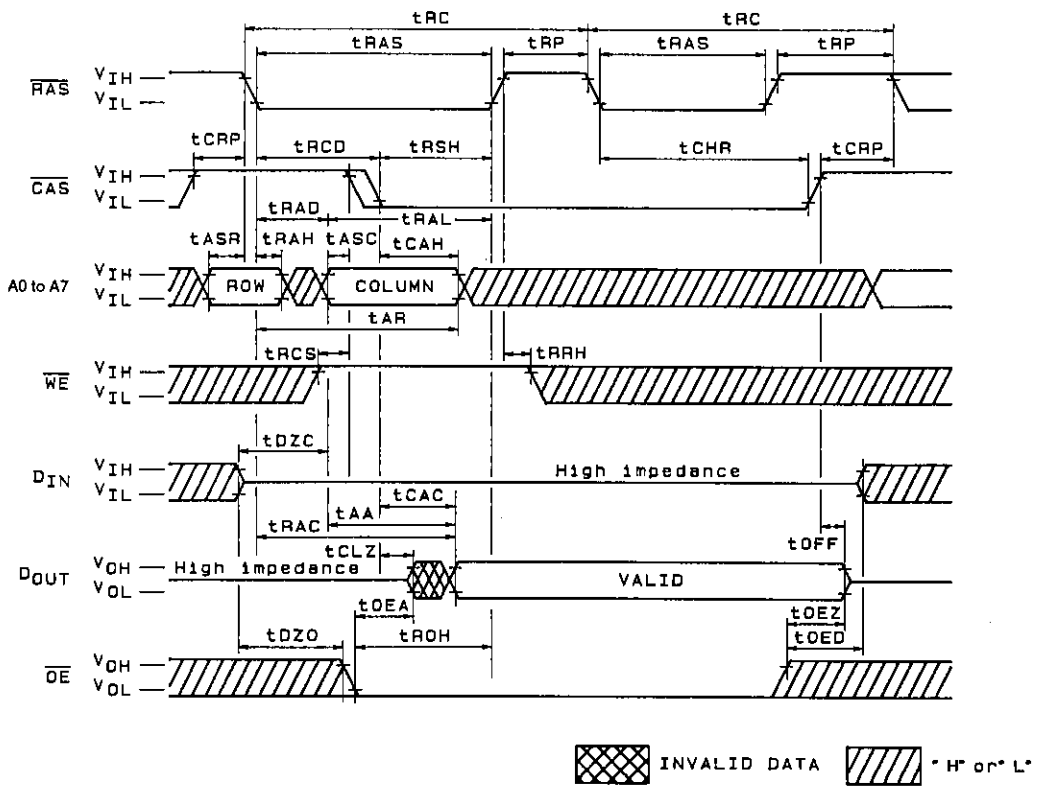 tRC tRC
tRAS tRP tRAS tRP
RAS VIH VIL
tCRP tRCD tRSH tCHR tCRP
CAS VIH VIL
tRAD tRAL
tASR tRAH tASC tCAH
A0 to A7 VIH VIL ROW COLUMN
tAR
tRCS tRRH
WE VIH VIL
tDZC
DIN VIH VIL High impedance
tCAC
tAA
tRAC tOFF
tCLZ
High impedance
DOUT VOH VOL VALID
tOEA tOEZ
tDZO tROH tOED
OE VOH VOL
INVALID DATA "H" or "L"